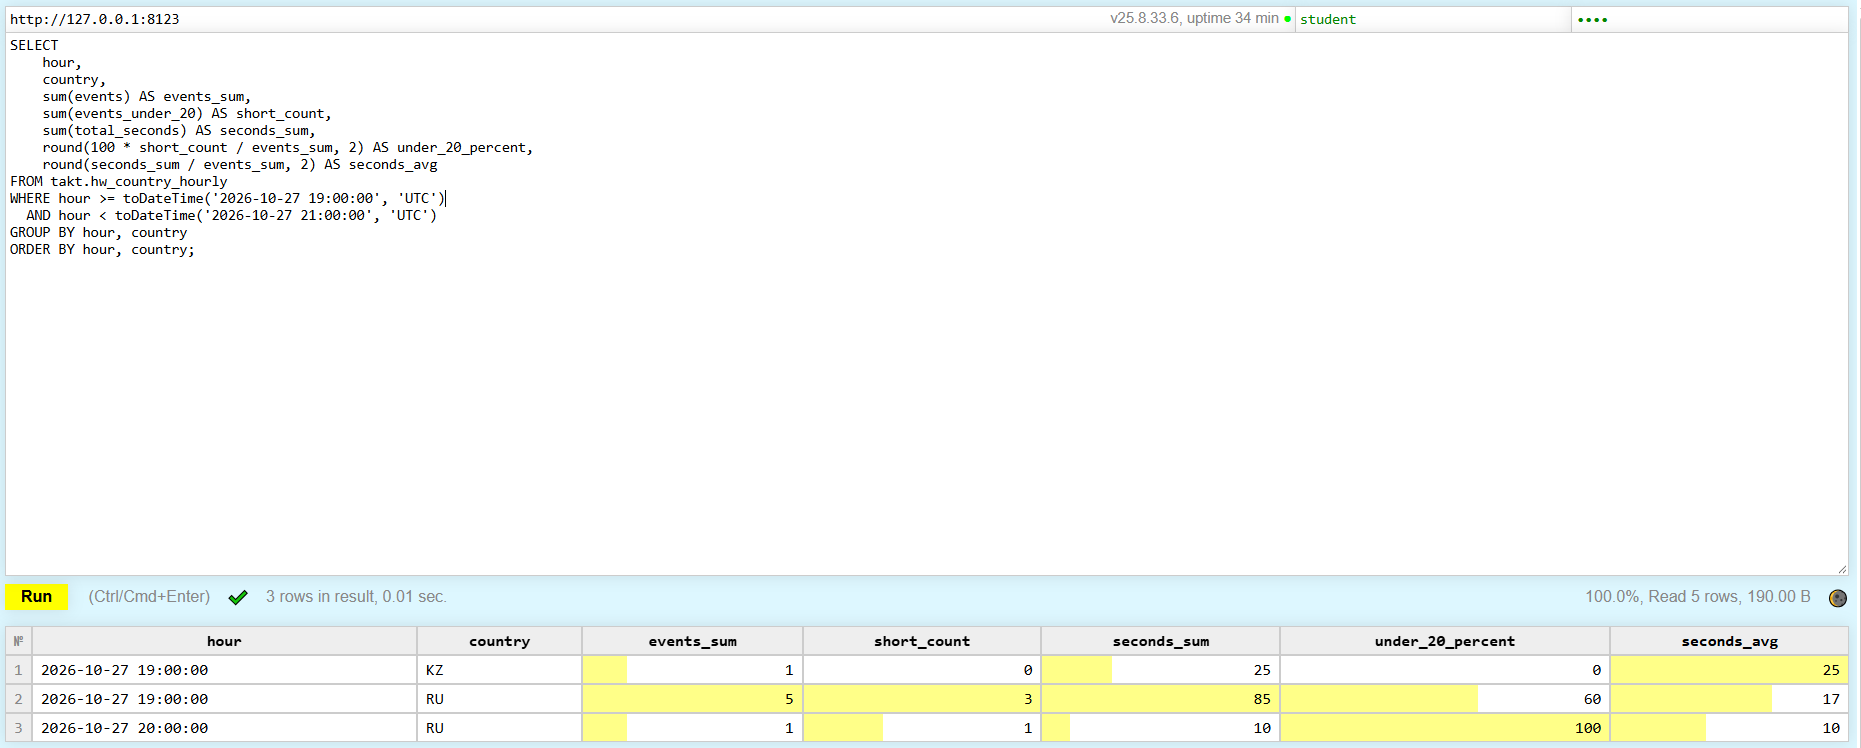 http://127.0.0.1:8123 v25.8.33.6, uptime 34 min student ••••
SELECT
    hour,
    country,
    sum(events) AS events_sum,
    sum(events_under_20) AS short_count,
    sum(total_seconds) AS seconds_sum,
    round(100 * short_count / events_sum, 2) AS under_20_percent,
    round(seconds_sum / events_sum, 2) AS seconds_avg
FROM takt.hw_country_hourly
WHERE hour >= toDateTime('2026-10-27 19:00:00', 'UTC')
  AND hour < toDateTime('2026-10-27 21:00:00', 'UTC')
GROUP BY hour, country
ORDER BY hour, country;
Run (Ctrl/Cmd+Enter) ✔ 3 rows in result, 0.01 sec. 100.0%, Read 5 rows, 190.00 B
№ hour country events_sum short_count seconds_sum under_20_percent seconds_avg
1 2026-10-27 19:00:00 KZ 1 0 25 0 25
2 2026-10-27 19:00:00 RU 5 3 85 60 17
3 2026-10-27 20:00:00 RU 1 1 10 100 10